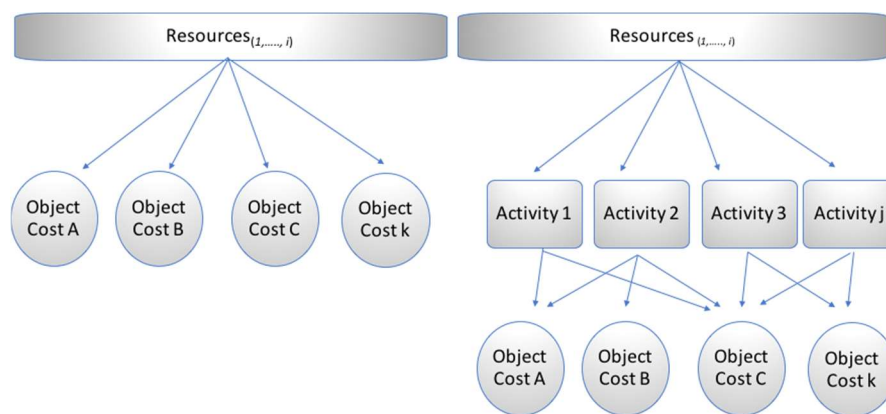 Resources(1,....., i)
Object
Cost A
Object
Cost B
Object
Cost C
Object
Cost k
Resources (1,....., i)
Activity 1
Activity 2
Activity 3
Activity j
Object
Cost A
Object
Cost B
Object
Cost C
Object
Cost k